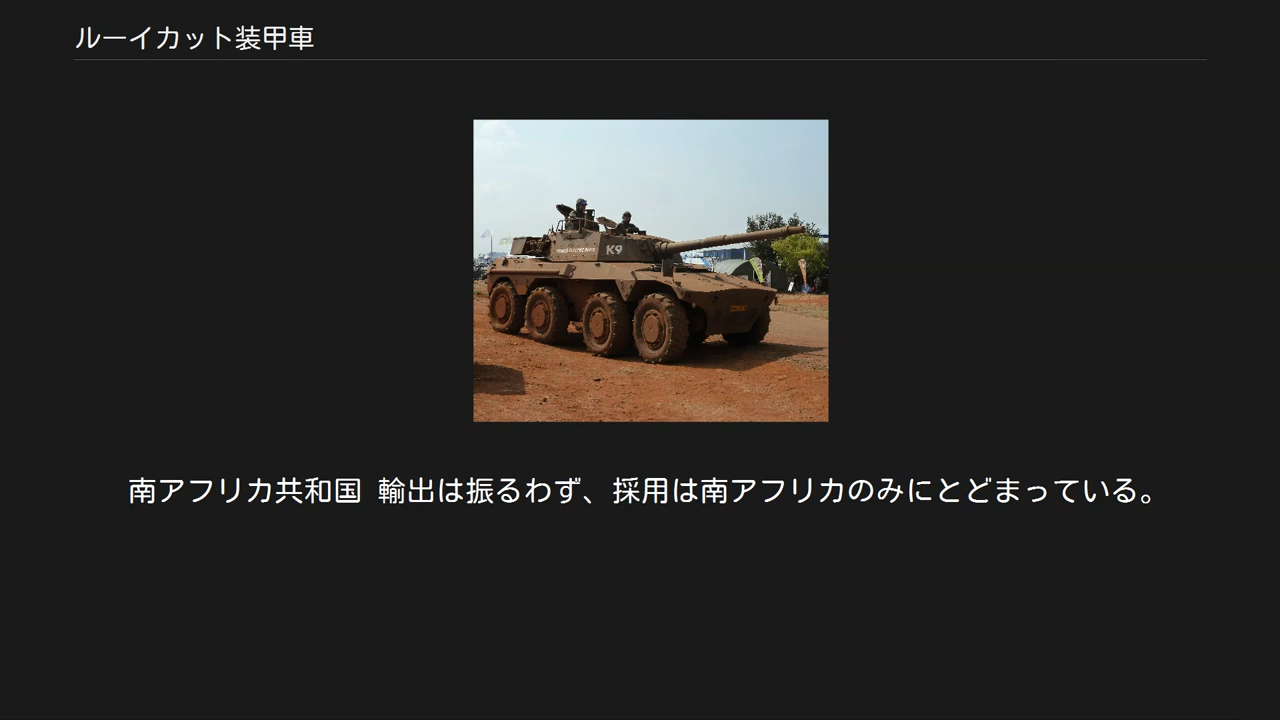 ルーイカット装甲車
K9
南アフリカ共和国 輸出は振るわず、採用は南アフリカのみにとどまっている。